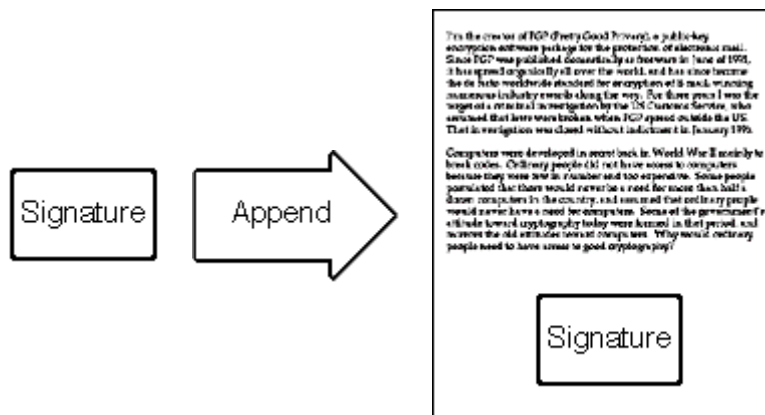 Signature
Append
I'm the creator of PGP (Pretty Good Privacy), a public-key
encryption software package for the protection of electronic mail.
Since PGP was published domestically as freeware in June of 1991,
it has spread organically all over the world, and has since become
the de facto worldwide standard for encryption of E-mail, winning
numerous industry awards along the way. For three years I was the
target of a criminal investigation by the US Customs Service, who
assumed that laws were broken when PGP spread outside the US.
That investigation was closed without indictment in January 1996.
Computers were developed in secret back in World War II mainly to
break codes. Ordinary people did not have access to computers
because they were few in number and too expensive. Some people
postulated that there would never be a need for more than half a
dozen computers in the country, and assumed that ordinary people
would never have a need for computers. Some of the government's
attitude toward cryptography today were formed in that period, and
mirrors the old attitudes toward computers. Why would ordinary
people need to have access to good cryptography?
Signature